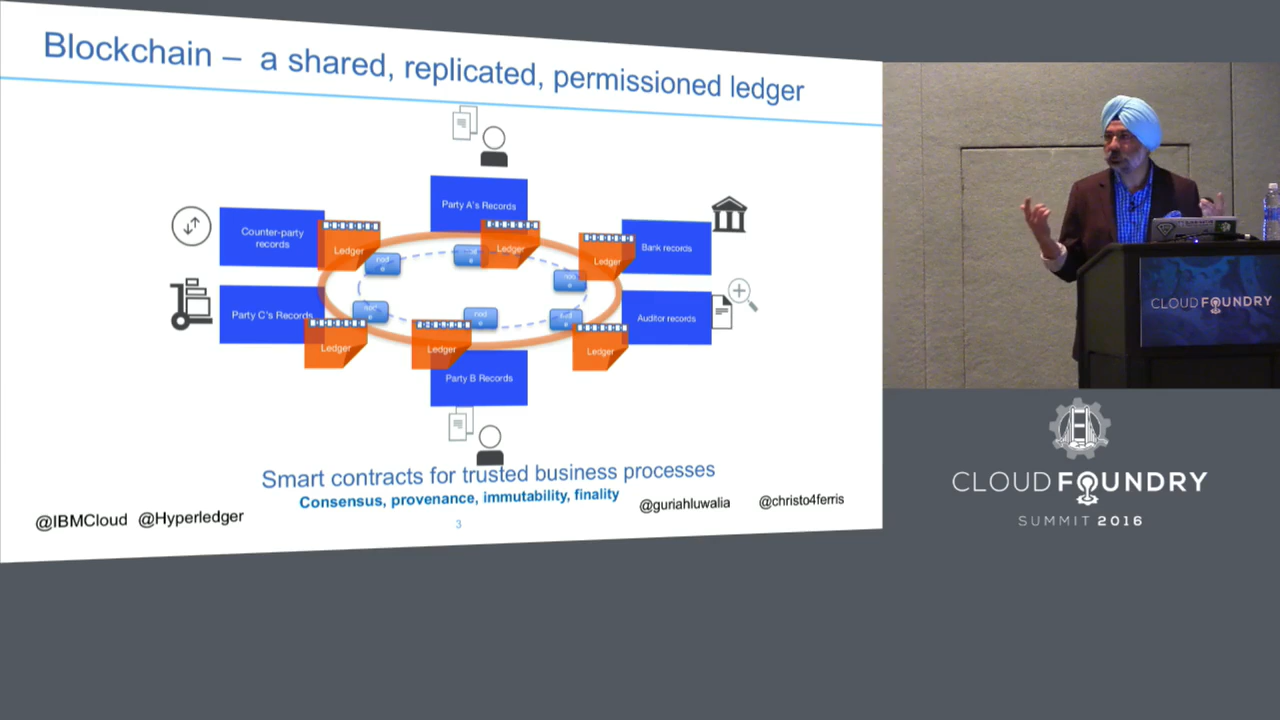 Blockchain – a shared, replicated, permissioned ledger
Party A's Records
Counter-party
records
Ledger
Ledger
Ledger
Bank records
nod
e
Party C's Records
nod
e
Auditor records
Ledger
Ledger
Ledger
Party B Records
Smart contracts for trusted business processes
Consensus, provenance, immutability, finality
@guriahluwalia
@christo4ferris
@IBMCloud @Hyperledger
3
CLOUD FOUNDRY
CLOUD FOUNDRY
SUMMIT 2016